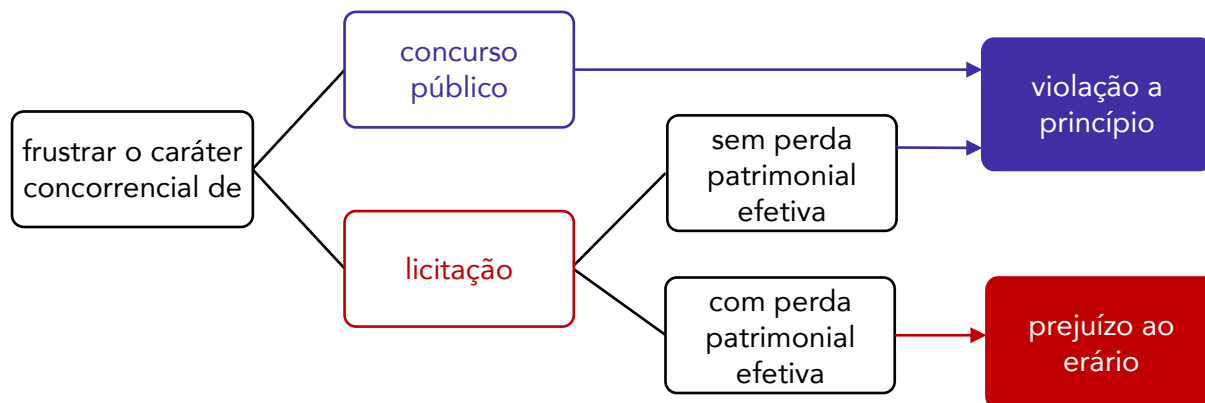 frustrar o caráter
concorrencial de
concurso
público
licitação
sem perda
patrimonial
efetiva
com perda
patrimonial
efetiva
violação a
princípio
prejuízo ao
erário